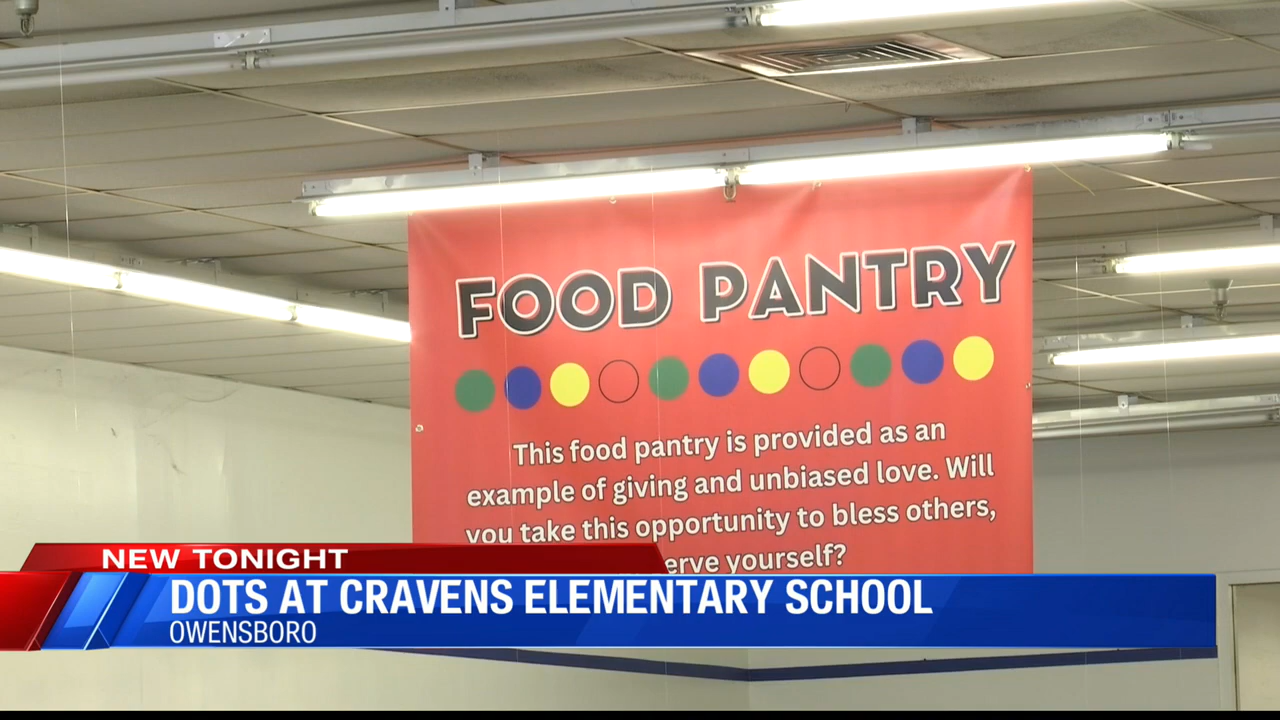 FOOD PANTRY
This food pantry is provided as an
example of giving and unbiased love. Will
you take this opportunity to bless others,
yourself?
NEW TONIGHT
DOTS AT CRAVENS ELEMENTARY SCHOOL
OWENSBORO